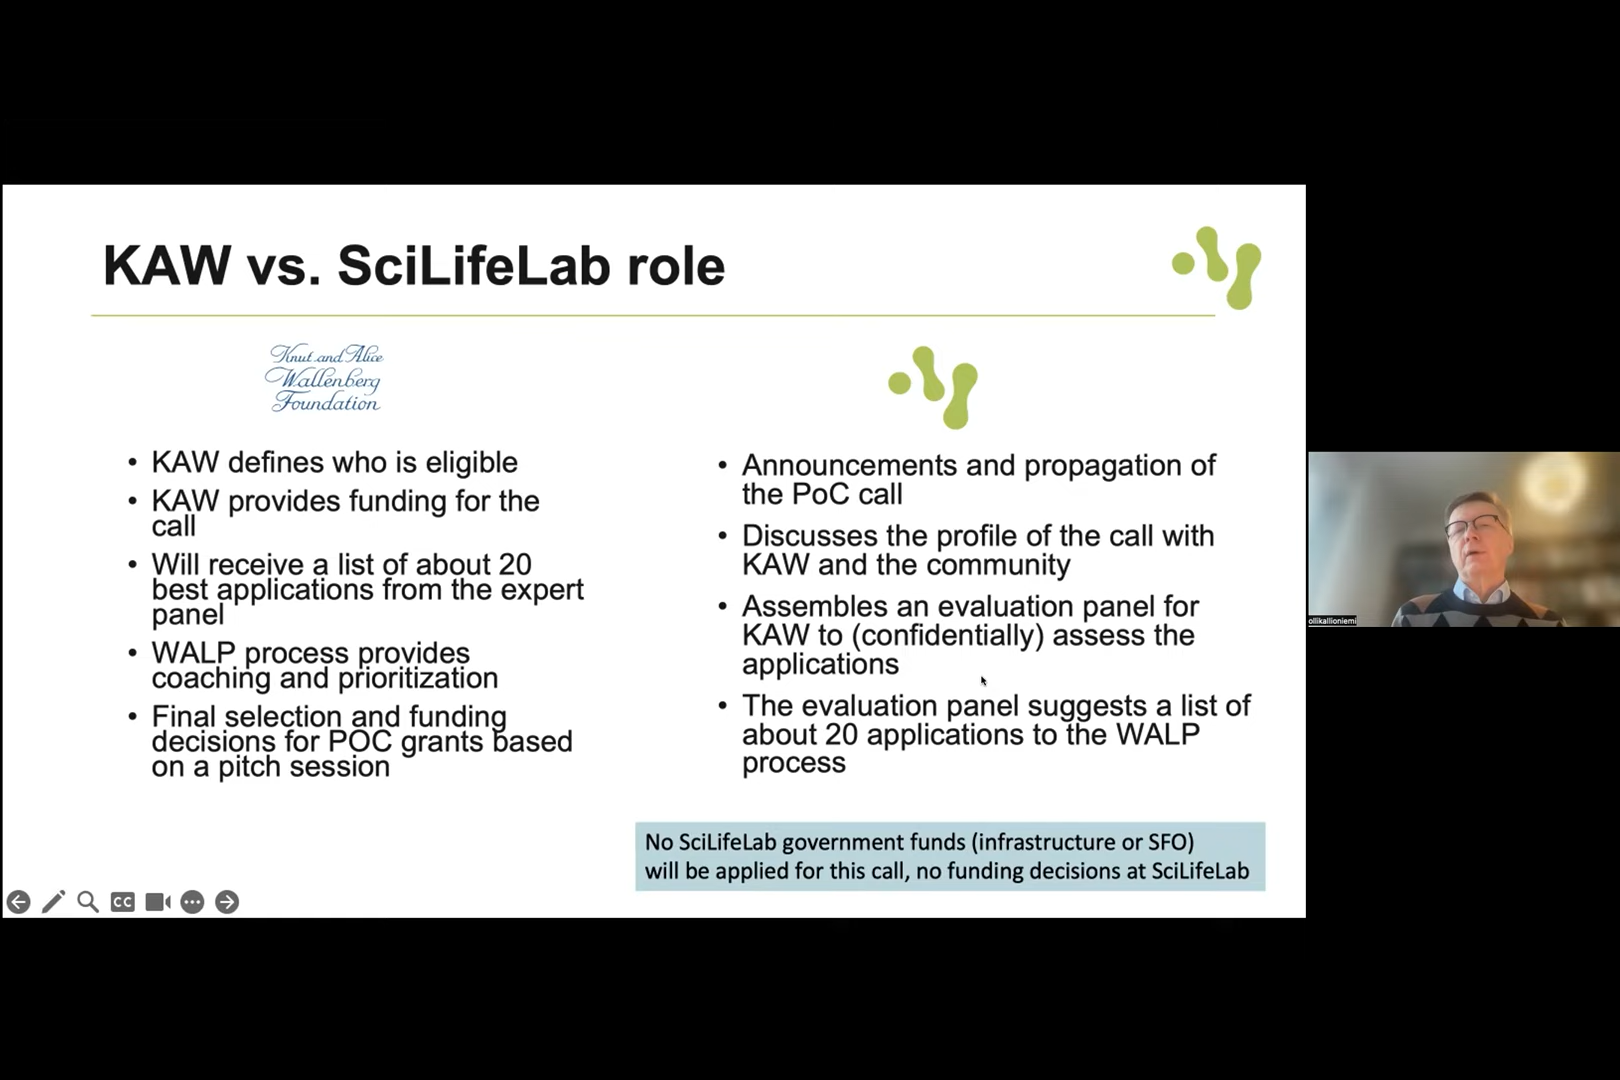 KAW vs. SciLifeLab role
Knut and Alice
Wallenberg
Foundation
• KAW defines who is eligible
• KAW provides funding for the
call
• Will receive a list of about 20
best applications from the expert
panel
• WALP process provides
coaching and prioritization
• Final selection and funding
decisions for POC grants based
on a pitch session
• Announcements and propagation of
the PoC call
• Discusses the profile of the call with
KAW and the community
• Assembles an evaluation panel for
KAW to (confidentially) assess the
applications
• The evaluation panel suggests a list of
about 20 applications to the WALP
process
No SciLifeLab government funds (infrastructure or SFO)
will be applied for this call, no funding decisions at SciLifeLab
CC
ollikallioniemi